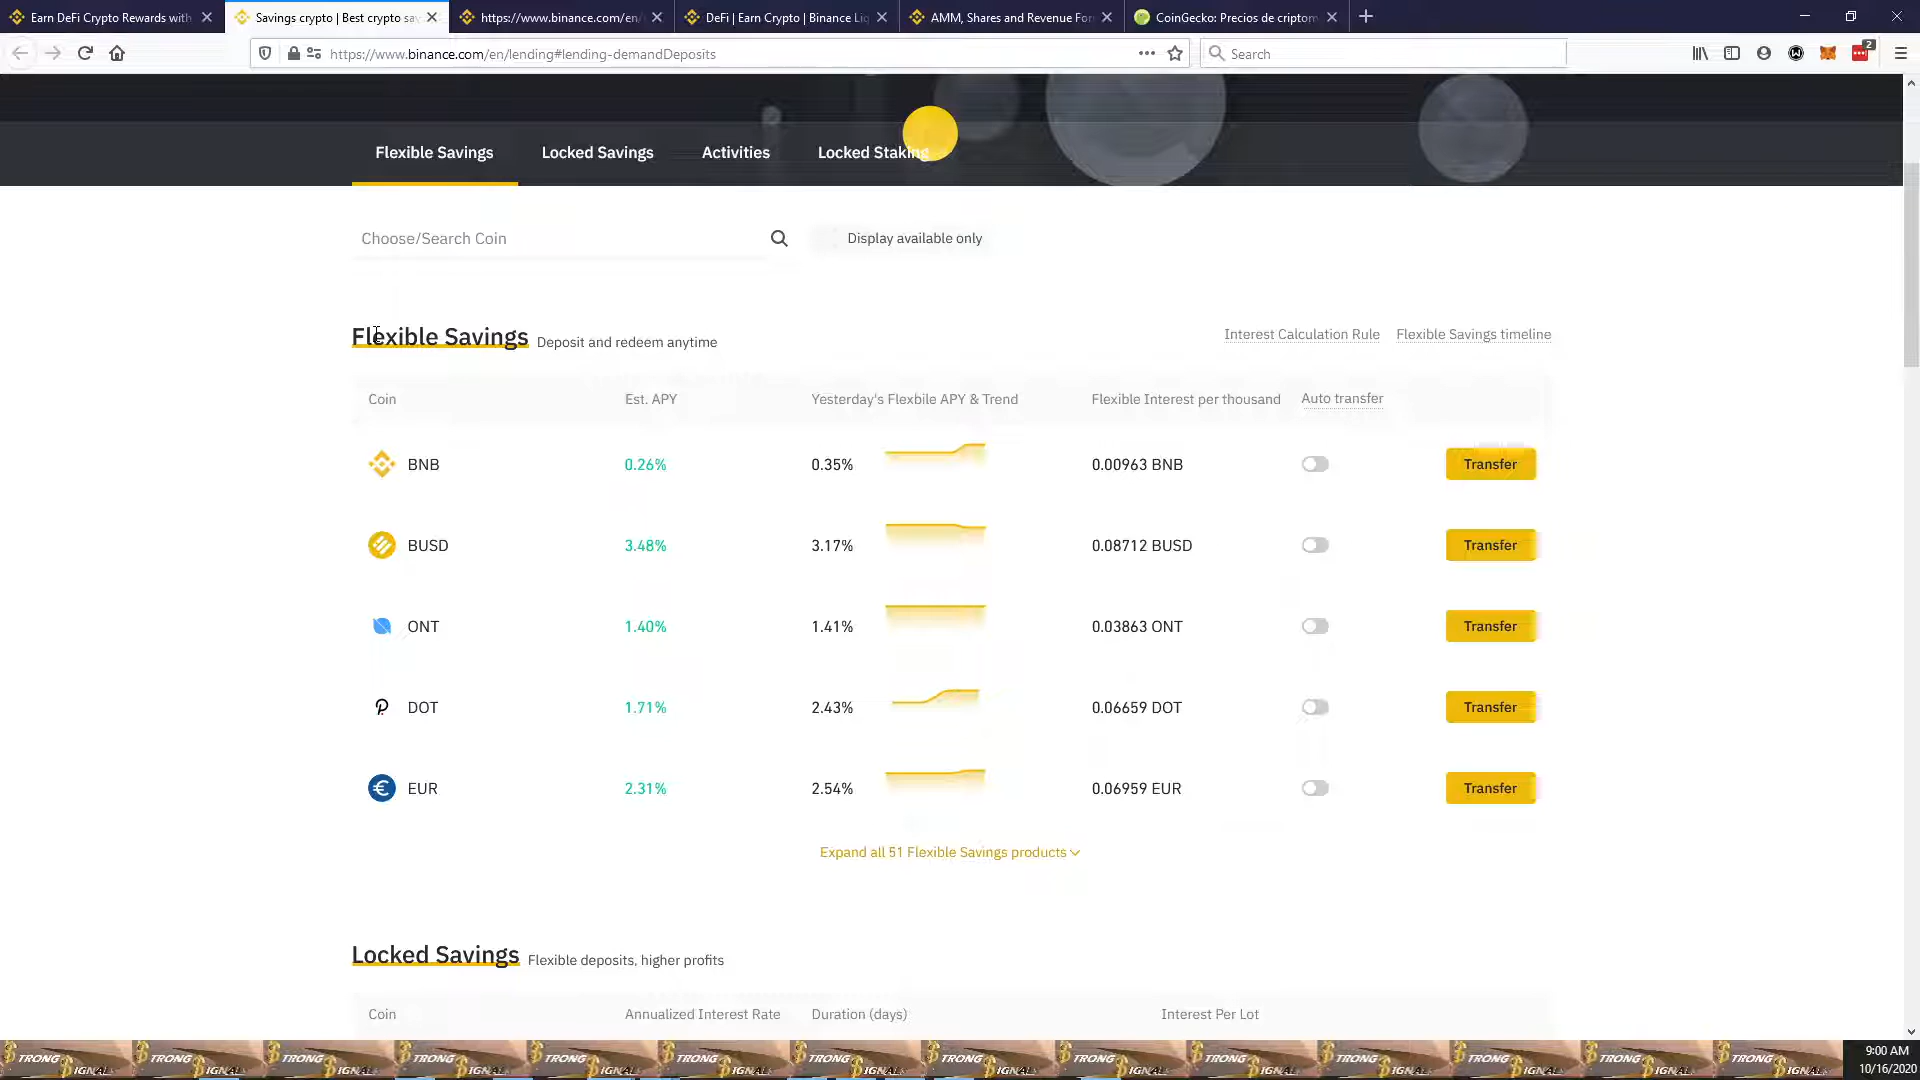 Earn DeFi Crypto Rewards with
Savings crypto | Best crypto sav
https://www.binance.com/en/
DeFi | Earn Crypto | Binance Liq
AMM, Shares and Revenue For
CoinGecko: Precios de criptom
https://www.binance.com/en/lending#lending-demandDeposits
Search
2
Flexible Savings
Locked Savings
Activities
Locked Staking
Choose/Search Coin
Display available only
Flexible Savings Deposit and redeem anytime
Interest Calculation Rule
Flexible Savings timeline
Coin
Est. APY
Yesterday's Flexbile APY & Trend
Flexible Interest per thousand
Auto transfer
BNB 0.26% 0.35% 0.00963 BNB Transfer
BUSD 3.48% 3.17% 0.08712 BUSD Transfer
ONT 1.40% 1.41% 0.03863 ONT Transfer
DOT 1.71% 2.43% 0.06659 DOT Transfer
EUR 2.31% 2.54% 0.06959 EUR Transfer
Expand all 51 Flexible Savings products
Locked Savings Flexible deposits, higher profits
Coin
Annualized Interest Rate
Duration (days)
Interest Per Lot
9:00 AM
10/16/2020